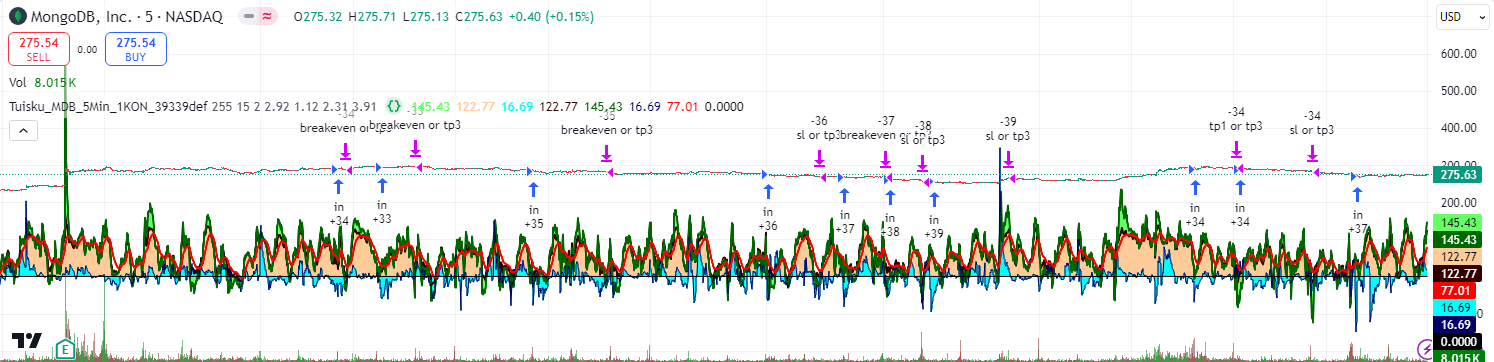 MongoDB, Inc. · 5 · NASDAQ
O275.32 H275.71 L275.13 C275.63 +0.40 (+0.15%)
USD
275.54
SELL
0.00
275.54
BUY
Vol 8.015 K
Tuisku_MDB_5Min_1KON_39339def 255 15 2 2.92 1.12 2.31 3.91
145.43 122.77 16.69 122.77 145.43 16.69 77.01 0.0000
600.00
500.00
400.00
200.00
275.63
145.43
145.43
122.77
122.77
77.01
16.69
16.69
0.0000
8.015 K
-34
breakeven or
breakeven or tp3
-35
breakeven or tp3
-36
sl or tp3
-37
breakeven or
-38
sl or tp3
-39
sl or tp3
-34
tp1 or tp3
-34
sl or tp3
in
+34
in
+33
in
+35
in
+36
in
+37
in
+38
in
+39
in
+34
in
+34
in
+37
E